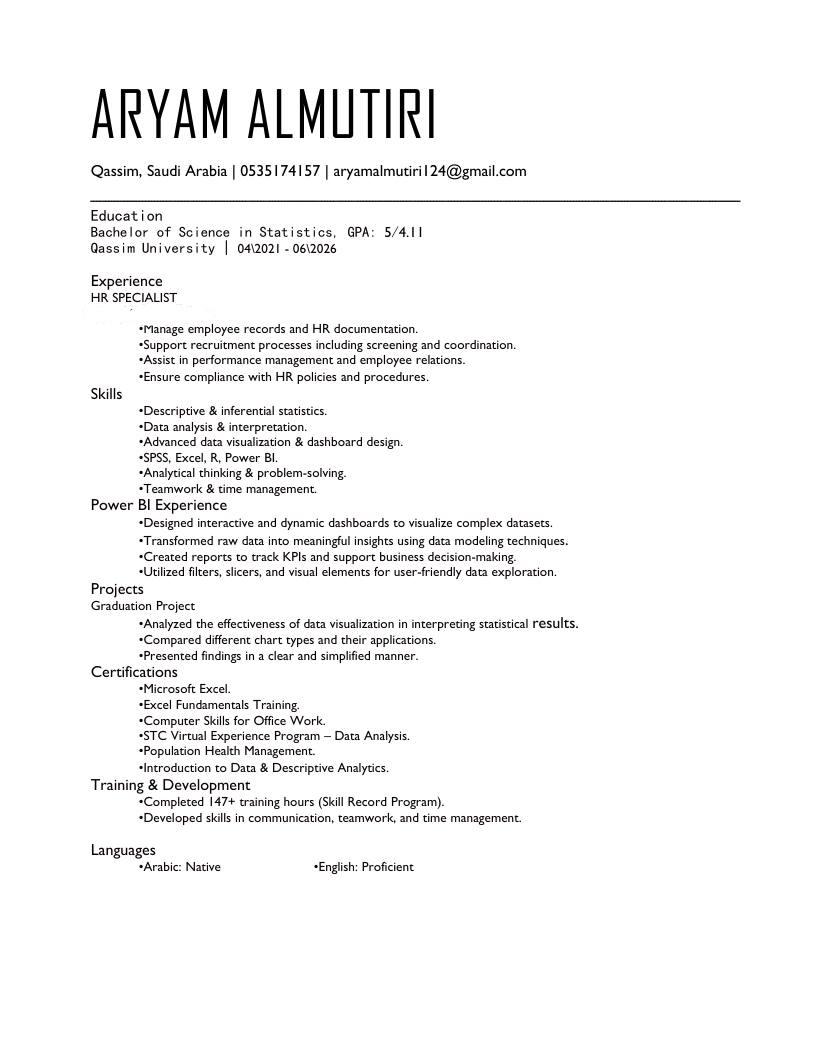 ARYAM ALMUTIRI
Qassim, Saudi Arabia | 0535174157 | aryamalmutiri124@gmail.com
Education
Bachelor of Science in Statistics, GPA: 5/4.11
Qassim University | 04\2021 - 06\2026
Experience
HR SPECIALIST
•Manage employee records and HR documentation.
•Support recruitment processes including screening and coordination.
•Assist in performance management and employee relations.
•Ensure compliance with HR policies and procedures.
Skills
•Descriptive & inferential statistics.
•Data analysis & interpretation.
•Advanced data visualization & dashboard design.
•SPSS, Excel, R, Power BI.
•Analytical thinking & problem-solving.
•Teamwork & time management.
Power BI Experience
•Designed interactive and dynamic dashboards to visualize complex datasets.
•Transformed raw data into meaningful insights using data modeling techniques.
•Created reports to track KPIs and support business decision-making.
•Utilized filters, slicers, and visual elements for user-friendly data exploration.
Projects
Graduation Project
•Analyzed the effectiveness of data visualization in interpreting statistical results.
•Compared different chart types and their applications.
•Presented findings in a clear and simplified manner.
Certifications
•Microsoft Excel.
•Excel Fundamentals Training.
•Computer Skills for Office Work.
•STC Virtual Experience Program – Data Analysis.
•Population Health Management.
•Introduction to Data & Descriptive Analytics.
Training & Development
•Completed 147+ training hours (Skill Record Program).
•Developed skills in communication, teamwork, and time management.
Languages
•Arabic: Native •English: Proficient